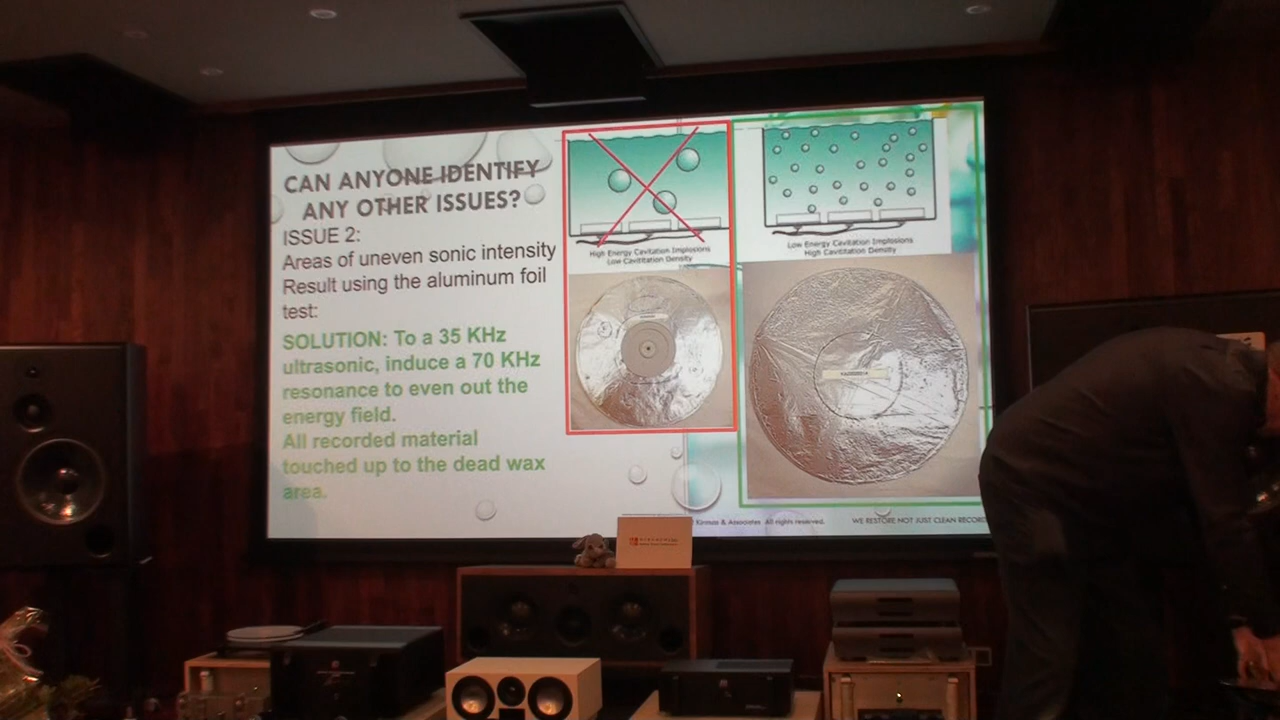 CAN ANYONE IDENTIFY
ANY OTHER ISSUES?
ISSUE 2:
Areas of uneven sonic intensity
Result using the aluminum foil
test:
SOLUTION: To a 35 KHz
ultrasonic, induce a 70 KHz
resonance to even out the
energy field.
All recorded material
touched up to the dead wax
area.
High Energy Cavitation Implosions
Low Cavitation Density
Low Energy Cavitation Implosions
High Cavitation Density
& Associates All rights reserved.
WE RESTORE NOT JUST CLEAN RECORD